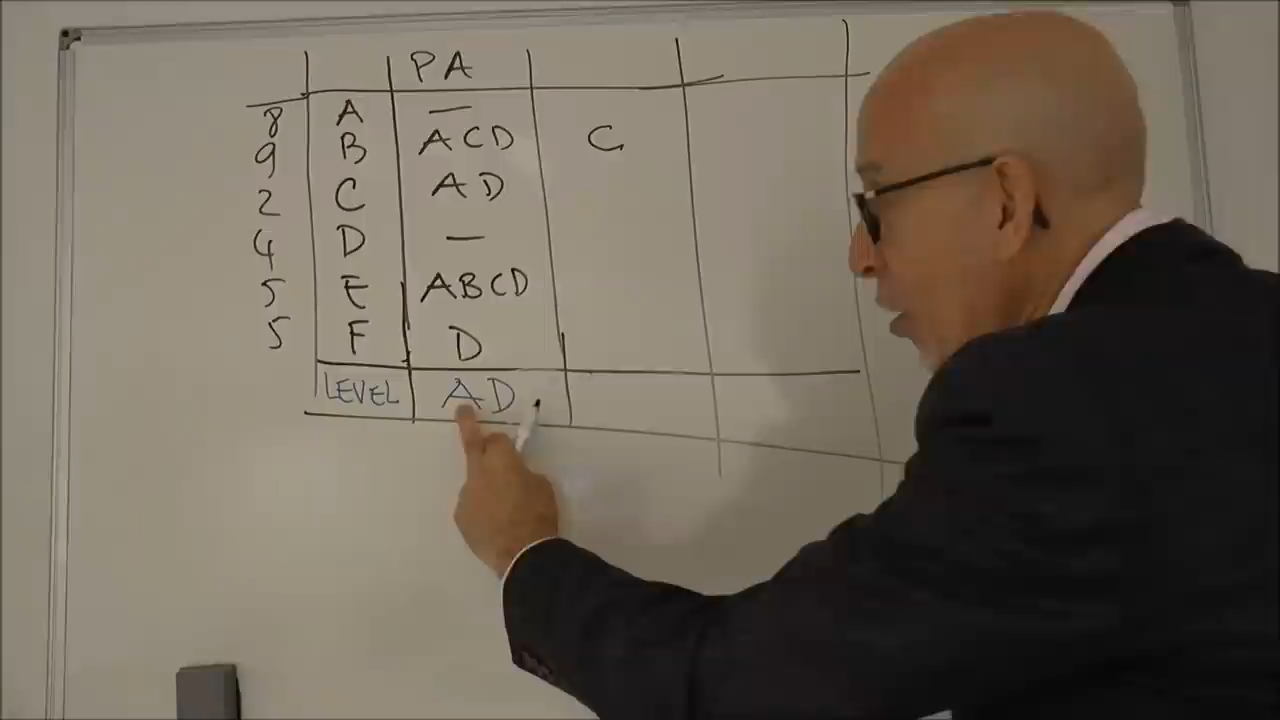 PA
8 A —
9 B ACD C
2 C AD
4 D —
5 E ABCD
5 F D
LEVEL AD